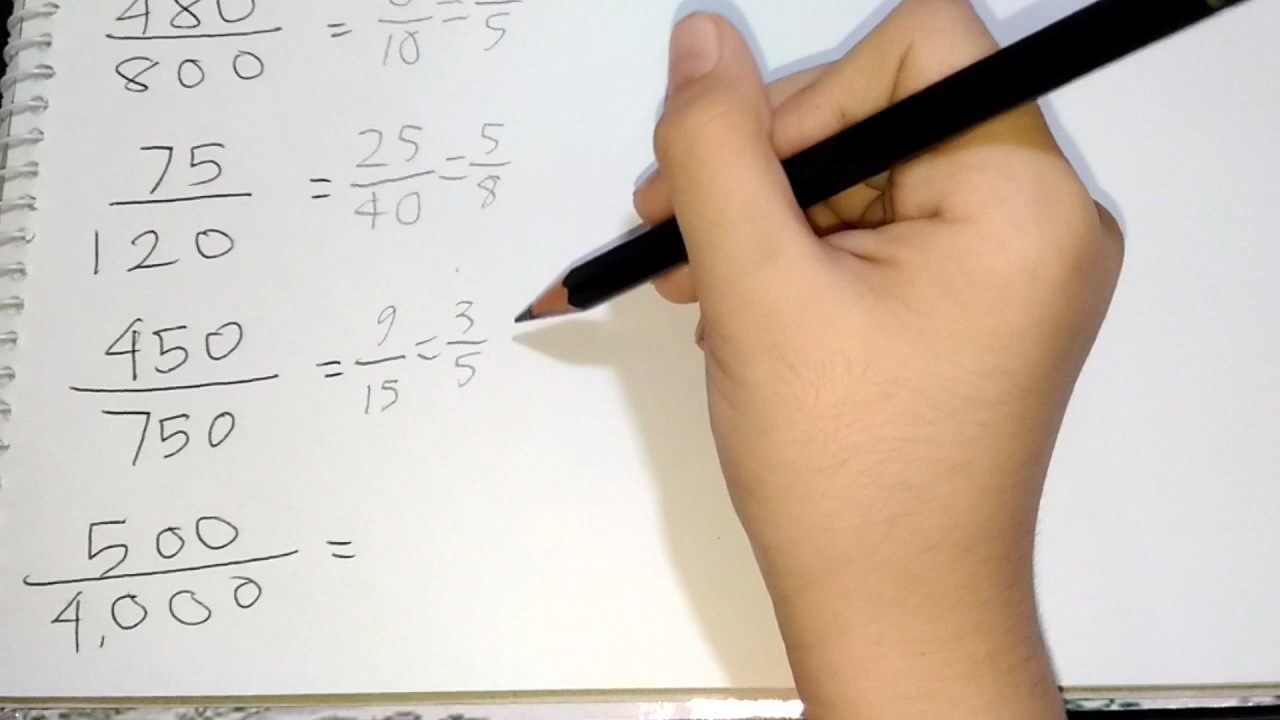 480/800 = /10 = /5
75/120 = 25/40 = 5/8
450/750 = 9/15 = 3/5
500/4,000 =